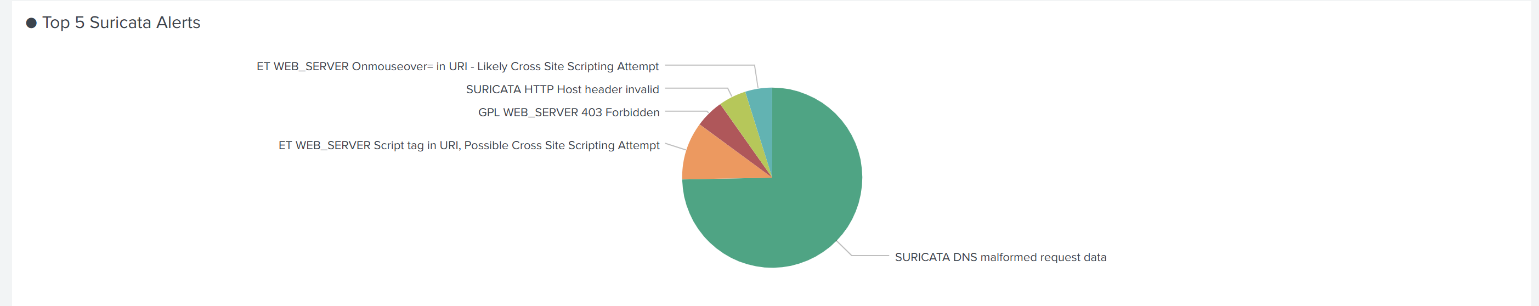 Top 5 Suricata Alerts
ET WEB_SERVER Onmouseover= in URI - Likely Cross Site Scripting Attempt
SURICATA HTTP Host header invalid
GPL WEB_SERVER 403 Forbidden
ET WEB_SERVER Script tag in URI, Possible Cross Site Scripting Attempt
SURICATA DNS malformed request data